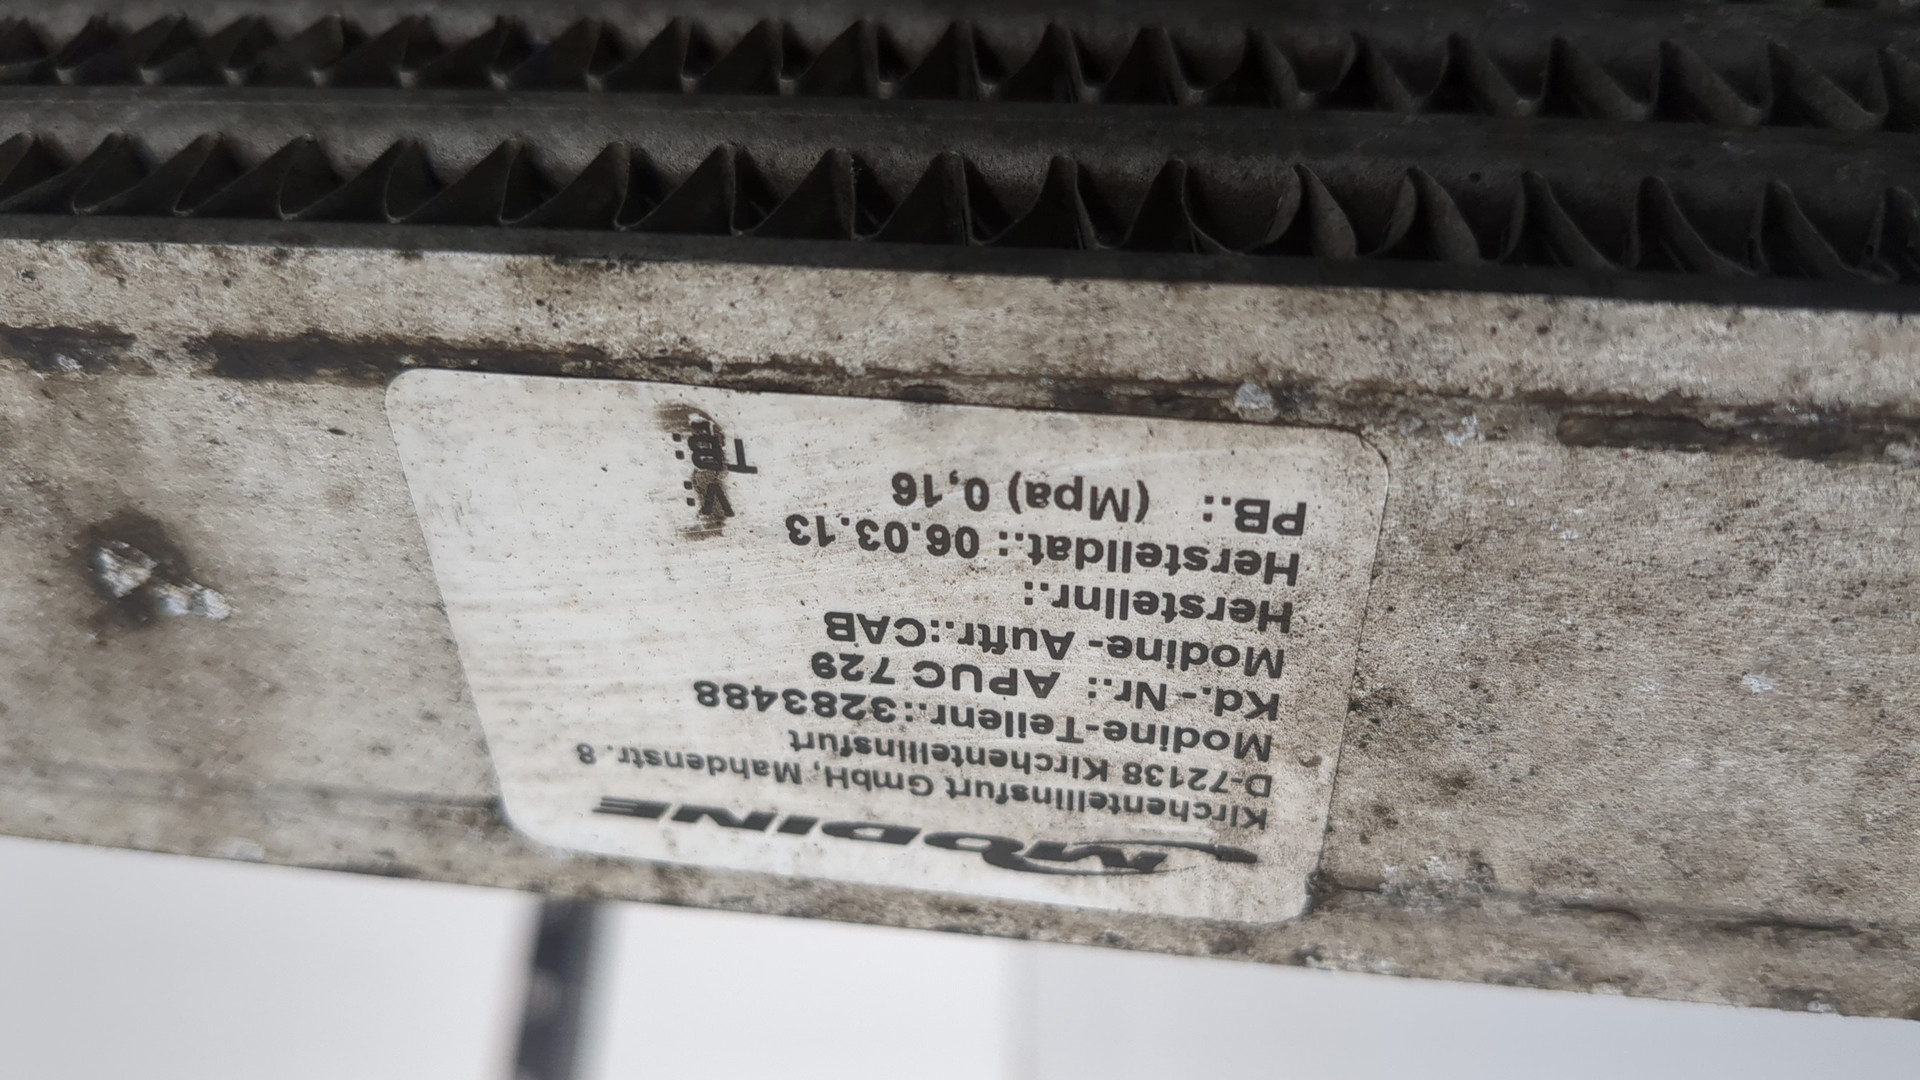 MODINE
Kirchentellinsfurt GmbH, Mahdenstr. 8
D-72138 Kirchentellinsfurt
Modine-Teilenr.:3283488
Kd.-Nr.: APUC 729
Modine- Auftr.:CAB
Herstellnr.:
Herstelldat.: 06.03.13
PB.: (Mpa) 0,16
V.:
TB.: